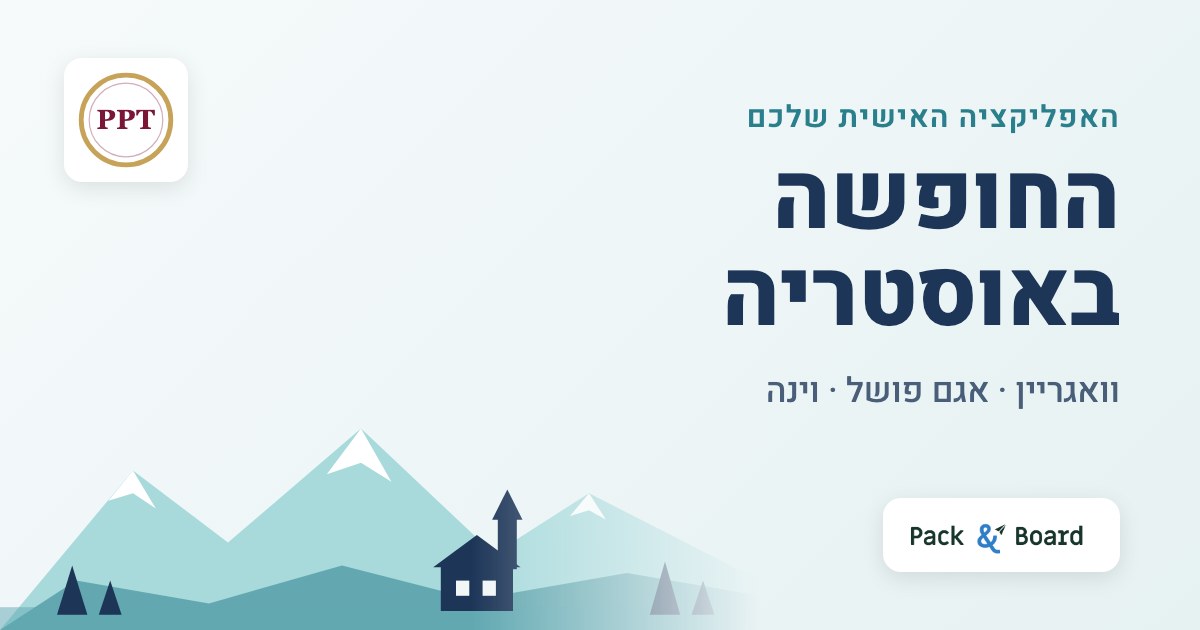 PPT
האפליקציה האישית שלכם
החופשה
באוסטריה
וואגריין · אגם פושל · וינה
Pack & Board